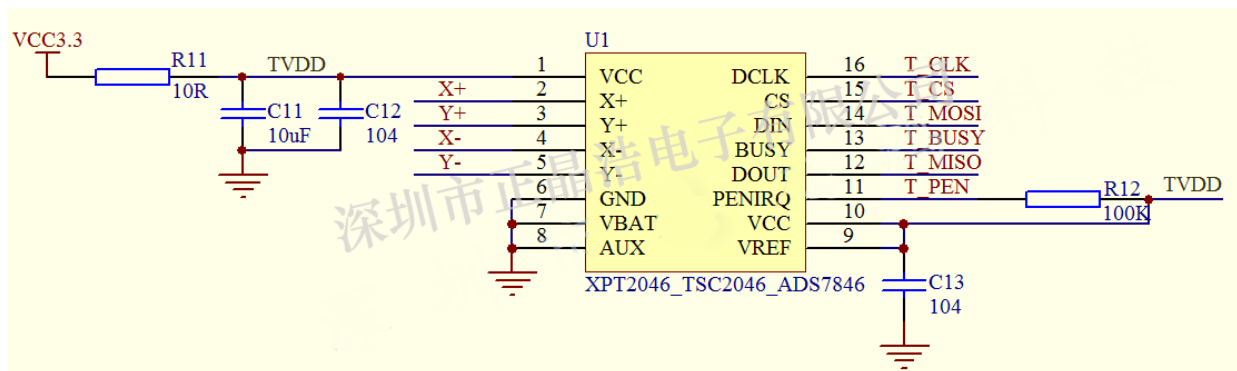 VCC3.3
R11
10R
TVDD
C11
10uF
C12
104
U1
1 VCC DCLK 16 T_CLK
X+ 2 X+ CS 15 T_CS
Y+ 3 Y+ DIN 14 T_MOSI
X- 4 X- BUSY 13 T_BUSY
Y- 5 Y- DOUT 12 T_MISO
6 GND PENIRQ 11 T_PEN
7 VBAT VCC 10
8 AUX VREF 9
R12
100K
TVDD
XPT2046_TSC2046_ADS7846
C13
104
深圳市正晶浩电子有限公司